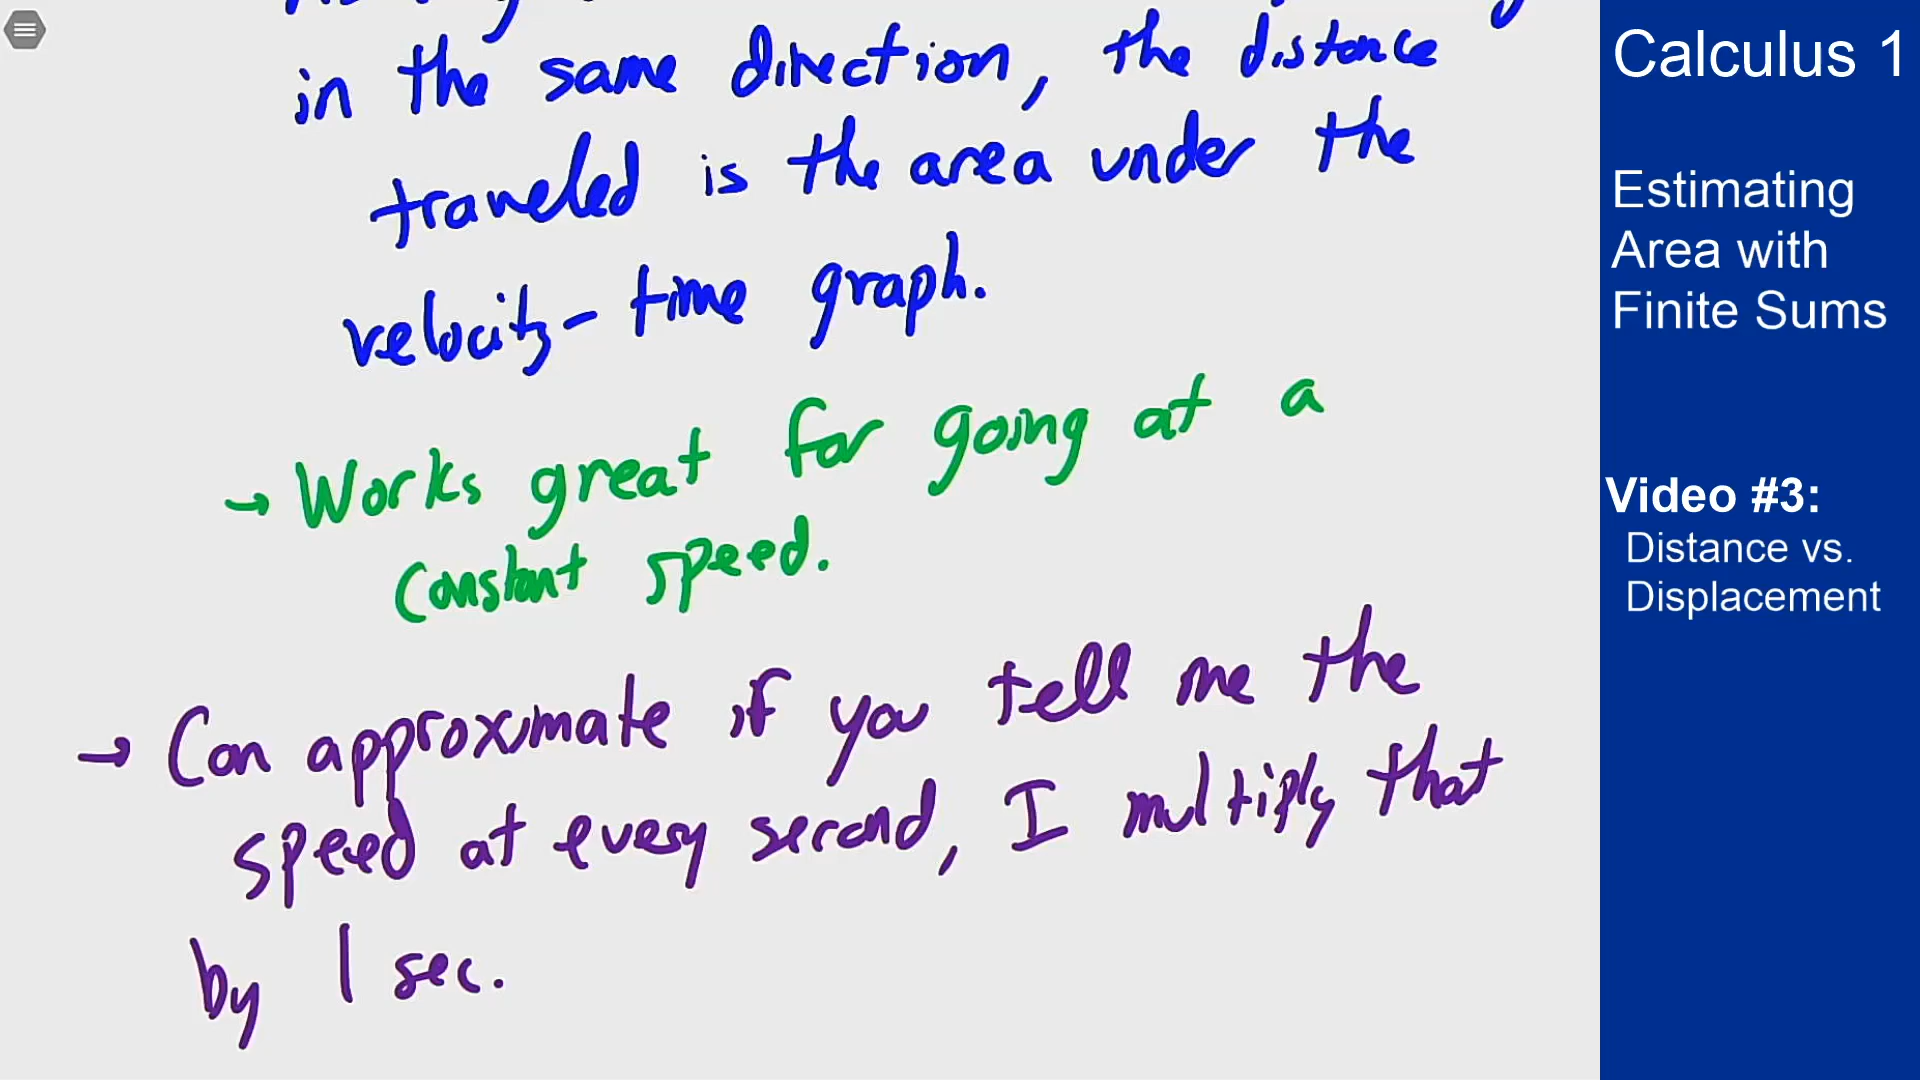 in the same direction, the distance
traveled is the area under the
velocity-time graph.
→ Works great for going at a
constant speed.
→ Can approximate if you tell me the
speed at every second, I multiply that
by 1 sec.
Calculus 1
Estimating
Area with
Finite Sums
Video #3:
Distance vs.
Displacement